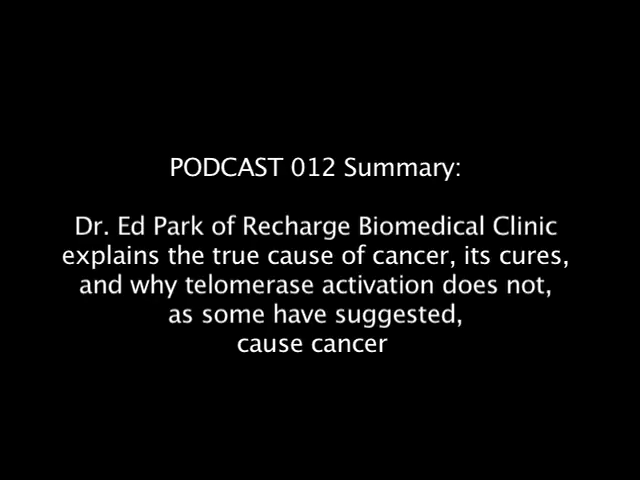 PODCAST 012 Summary:
Dr. Ed Park of Recharge Biomedical Clinic
explains the true cause of cancer, its cures,
and why telomerase activation does not,
as some have suggested,
cause cancer